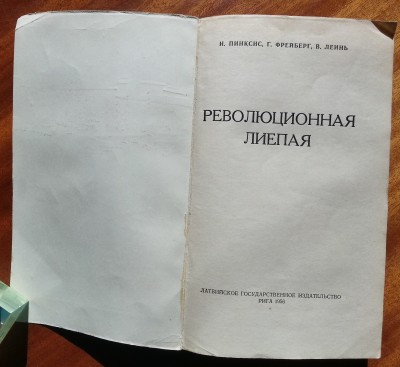 И. ПИНКСИС, Г. ФРЕЙБЕРГ, В. ЛЕИНЬ
РЕВОЛЮЦИОННАЯ
ЛИЕПАЯ
ЛАТВИЙСКОЕ ГОСУДАРСТВЕННОЕ ИЗДАТЕЛЬСТВО
РИГА